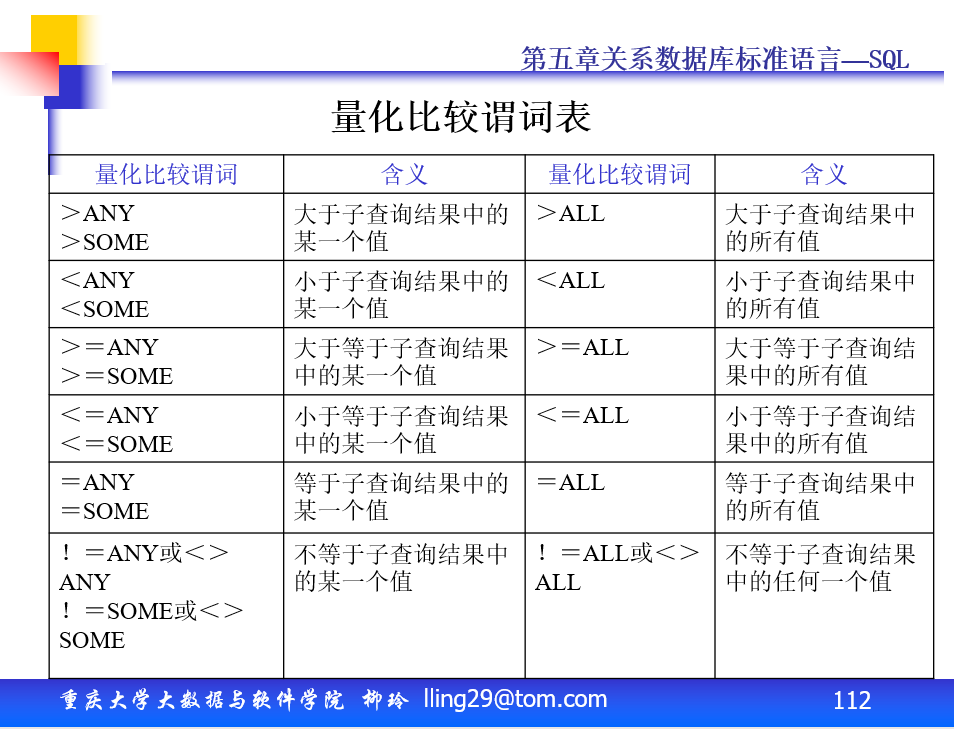 第五章关系数据库标准语言—SQL
量化比较谓词表
量化比较谓词
含义
量化比较谓词
含义
＞ANY
＞SOME
大于子查询结果中的
某一个值
＞ALL
大于子查询结果中
的所有值
＜ANY
＜SOME
小于子查询结果中的
某一个值
＜ALL
小于子查询结果中
的所有值
＞＝ANY
＞＝SOME
大于等于子查询结果
中的某一个值
＞＝ALL
大于等于子查询结
果中的所有值
＜＝ANY
＜＝SOME
小于等于子查询结果
中的某一个值
＜＝ALL
小于等于子查询结
果中的所有值
＝ANY
＝SOME
等于子查询结果中的
某一个值
＝ALL
等于子查询结果中
的所有值
！＝ANY或＜＞
ANY
！＝SOME或＜＞
SOME
不等于子查询结果中
的某一个值
！＝ALL或＜＞
ALL
不等于子查询结果
中的任何一个值
重庆大学大数据与软件学院 柳玲 lling29@tom.com
112